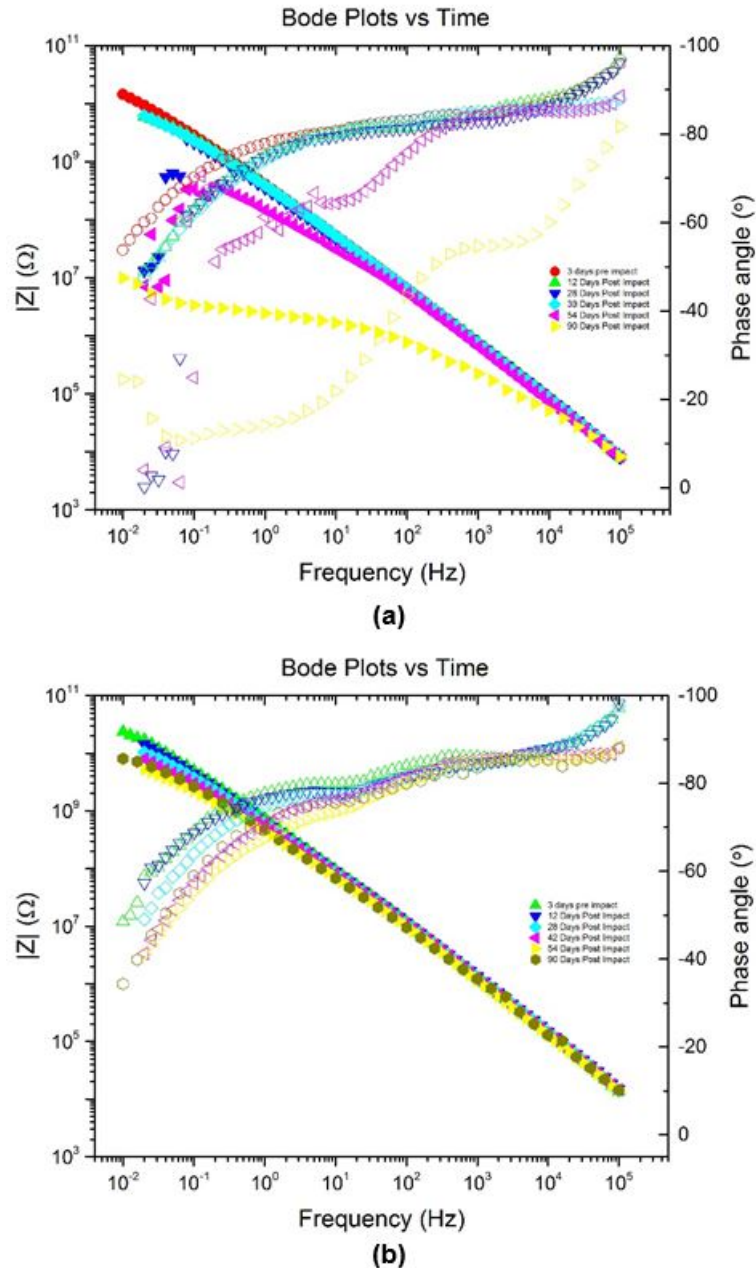 Bode Plots vs Time
10¹¹
10⁹
10⁷
10⁵
10³
|Z| (Ω)
-100
-80
-60
-40
-20
0
Phase angle (°)
3 days pre impact
12 Days Post Impact
28 Days Post Impact
33 Days Post Impact
54 Days Post Impact
90 Days Post Impact
10⁻² 10⁻¹ 10⁰ 10¹ 10² 10³ 10⁴ 10⁵
Frequency (Hz)
(a)
Bode Plots vs Time
10¹¹
10⁹
10⁷
10⁵
10³
|Z| (Ω)
-100
-80
-60
-40
-20
0
Phase angle (°)
3 days pre impact
12 Days Post Impact
28 Days Post Impact
42 Days Post Impact
54 Days Post Impact
90 Days Post Impact
10⁻² 10⁻¹ 10⁰ 10¹ 10² 10³ 10⁴ 10⁵
Frequency (Hz)
(b)